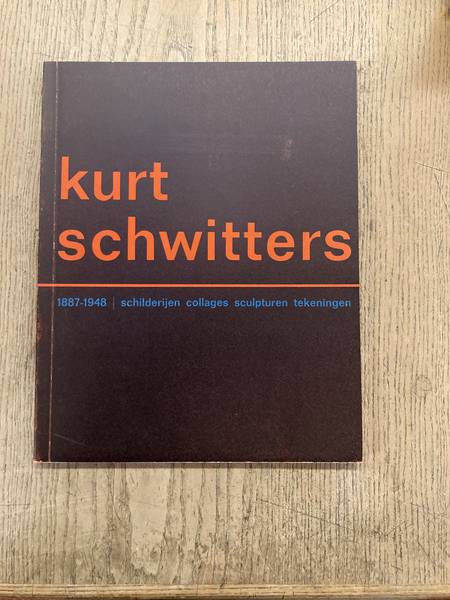 kurt
schwitters
1887-1948 | schilderijen collages sculpturen tekeningen